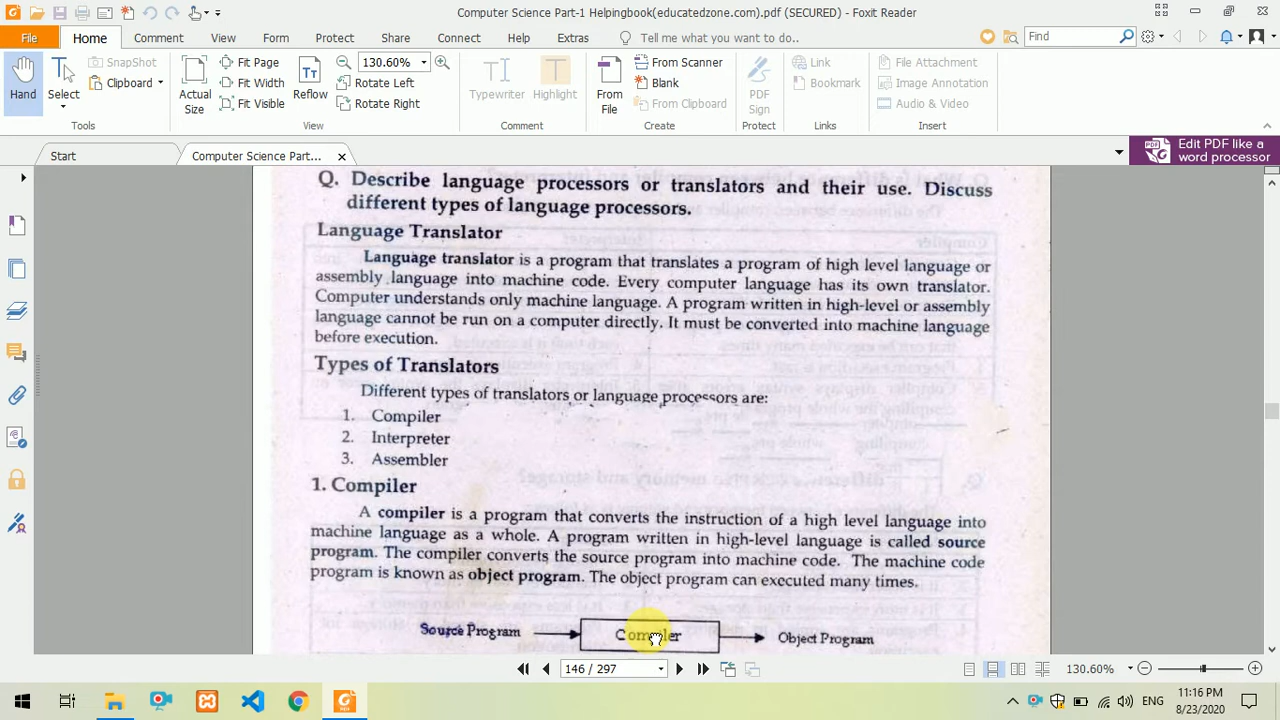 Computer Science Part-1 Helpingbook(educatedzone.com).pdf (SECURED) - Foxit Reader
File
Home
Comment
View
Form
Protect
Share
Connect
Help
Extras
Tell me what you want to do..
Find
Hand
Select
SnapShot
Clipboard
Tools
Actual
Size
Fit Page
Fit Width
Fit Visible
Reflow
130.60%
Rotate Left
Rotate Right
View
Typewriter
Highlight
Comment
From
File
From Scanner
Blank
From Clipboard
Create
PDF
Sign
Protect
Link
Bookmark
Links
File Attachment
Image Annotation
Audio & Video
Insert
Start
Computer Science Part...
Edit PDF like a
word processor
Q. Describe language processors or translators and their use. Discuss
different types of language processors.
Language Translator
Language translator is a program that translates a program of high level language or
assembly language into machine code. Every computer language has its own translator.
Computer understands only machine language. A program written in high-level or assembly
language cannot be run on a computer directly. It must be converted into machine language
before execution.
Types of Translators
Different types of translators or language processors are:
1. Compiler
2. Interpreter
3. Assembler
1. Compiler
A compiler is a program that converts the instruction of a high level language into
machine language as a whole. A program written in high-level language is called source
program. The compiler converts the source program into machine code. The machine code
program is known as object program. The object program can executed many times.
Source Program
Compiler
Object Program
146 / 297
130.60%
ENG
11:16 PM
8/23/2020